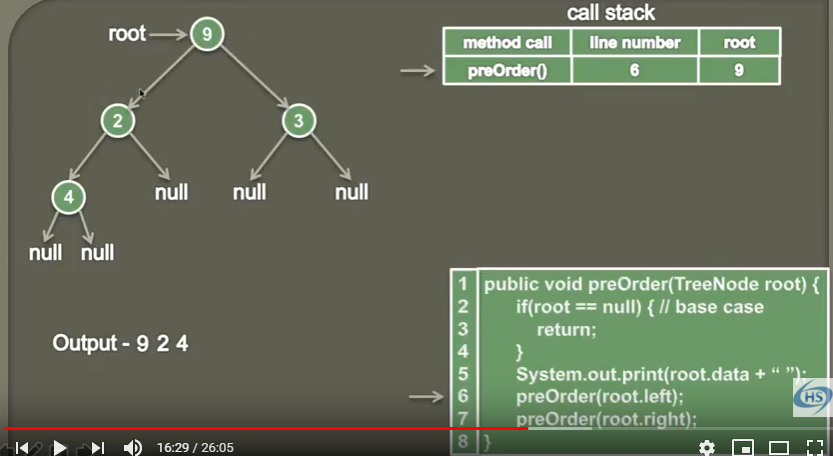 call stack
root
9
method call line number root
preOrder() 6 9
2 3
4 null null null
null null
Output - 9 2 4
1 public void preOrder(TreeNode root) {
2 if(root == null) { // base case
3 return;
4 }
5 System.out.print(root.data + “ ”);
6 preOrder(root.left);
7 preOrder(root.right);
8 }
HS
16:29 / 26:05